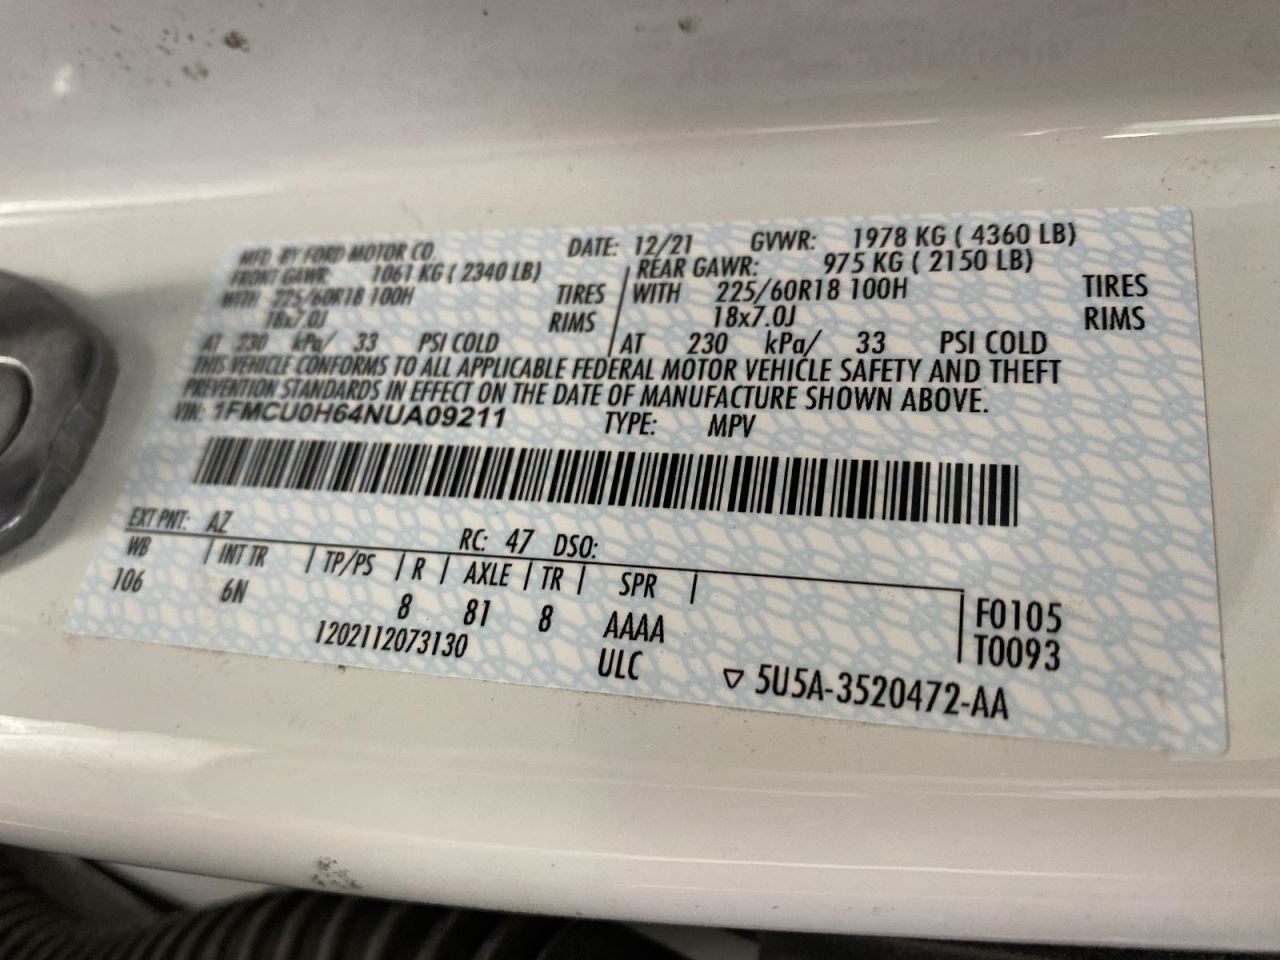 MFD. BY FORD MOTOR CO. DATE: 12/21 GVWR: 1978 KG ( 4360 LB)
FRONT GAWR: 1061 KG ( 2340 LB) REAR GAWR: 975 KG ( 2150 LB)
WITH 225/60R18 100H TIRES WITH 225/60R18 100H TIRES
18x7.0J RIMS 18x7.0J RIMS
AT 230 kPa/ 33 PSI COLD AT 230 kPa/ 33 PSI COLD
THIS VEHICLE CONFORMS TO ALL APPLICABLE FEDERAL MOTOR VEHICLE SAFETY AND THEFT
PREVENTION STANDARDS IN EFFECT ON THE DATE OF MANUFACTURE SHOWN ABOVE.
VIN: 1FMCU0H64NUA09211 TYPE: MPV
EXT PNT: AZ RC: 47 DSO:
WB INT TR TP/PS R AXLE TR SPR
106 6N 8 81 8 AAAA F0105
1202112073130 ULC T0093
▽ 5U5A-3520472-AA